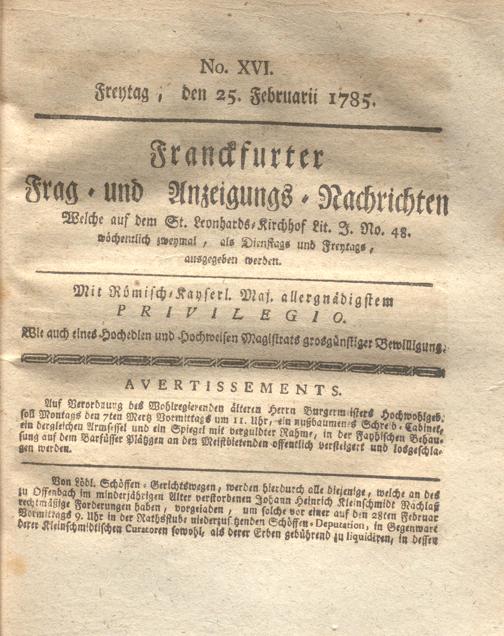 No. XVI.
Freytag, den 25. Februarii 1785.
Franckfurter
Frag-und Anzeigungs-Nachrichten
Welche auf dem St. Leonhards-Kirchhof Lit. J. No. 48.
wöchentlich zweymal, als Dienstags und Freytags,
ausgegeben werden.
Mit Römisch-Kayserl. Maj. allergnädigstem
PRIVILEGIO.
Wie auch eines Hochedlen und Hochweisen Magistrats grosgünstiger Bewilligung.
AVERTISSEMENTS.
Auf Verordnung des Wohlregierenden älteren Herrn Burgermeisters Hochwohlgeb.
soll Montags den 7ten Mertz Vormittags um 11. Uhr, ein nußbaumen's Schreib-Cabinet,
ein dergleichen Armsessel und ein Spiegel mit verguldter Rahme, in der Behau-
sung auf dem Barfüsser Plätzgen an den Meistbietenden öffentlich versteigert und losgeschla-
gen werden.
Von Löbl. Schöffen-Gerichtswegen, werden hierdurch alle diejenige, welche an des
zu Offenbach im minderjährigen Alter verstorbenen Johann Heinrich Kleinschmidt Nachlaß
rechtmäßige Forderungen haben, vorgeladen, um solche vor einer auf den 28ten Februar
Vormittags 9. Uhr in der Rathsstube niederzusetzenden Schöffen-Deputation, in Gegenwart
derer Kleinschmidtischen Curatoren sowohl, als derer Erben gebührend zu liquidiren, in dessen